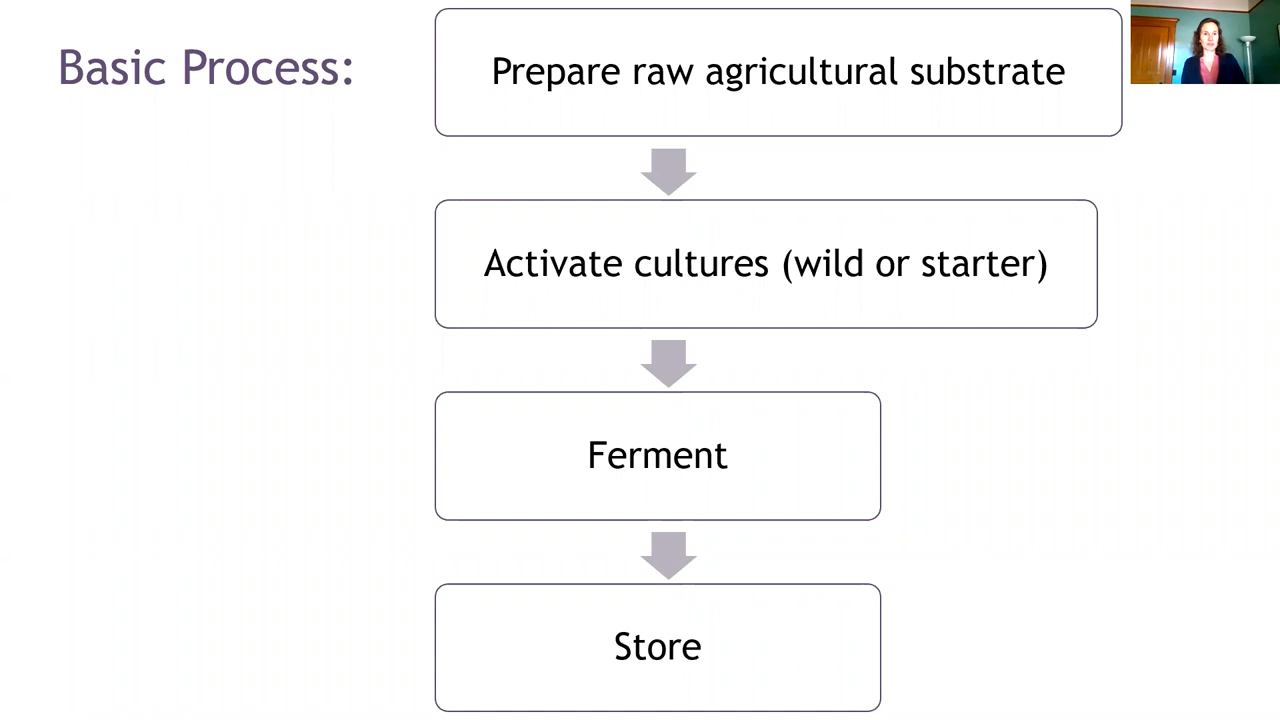 Basic Process:
Prepare raw agricultural substrate
Activate cultures (wild or starter)
Ferment
Store